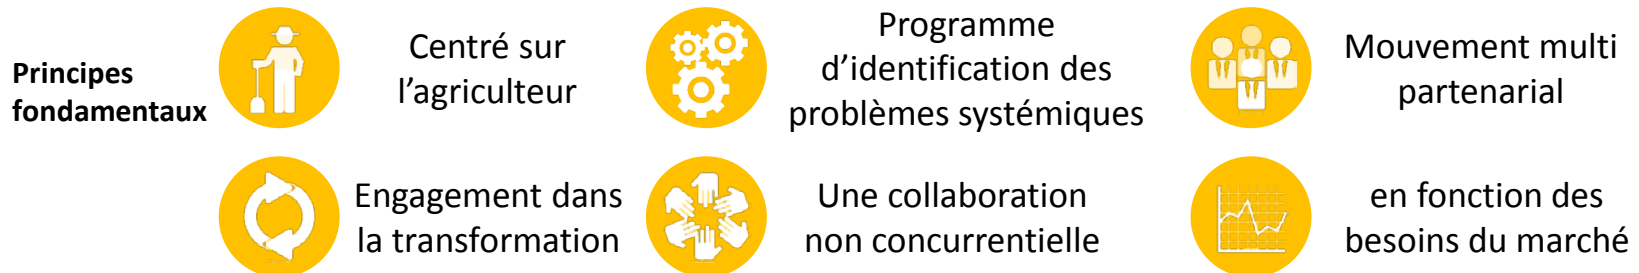 Principes
fondamentaux
Centré sur
l’agriculteur
Programme
d’identification des
problèmes systémiques
Mouvement multi
partenarial
Engagement dans
la transformation
Une collaboration
non concurrentielle
en fonction des
besoins du marché